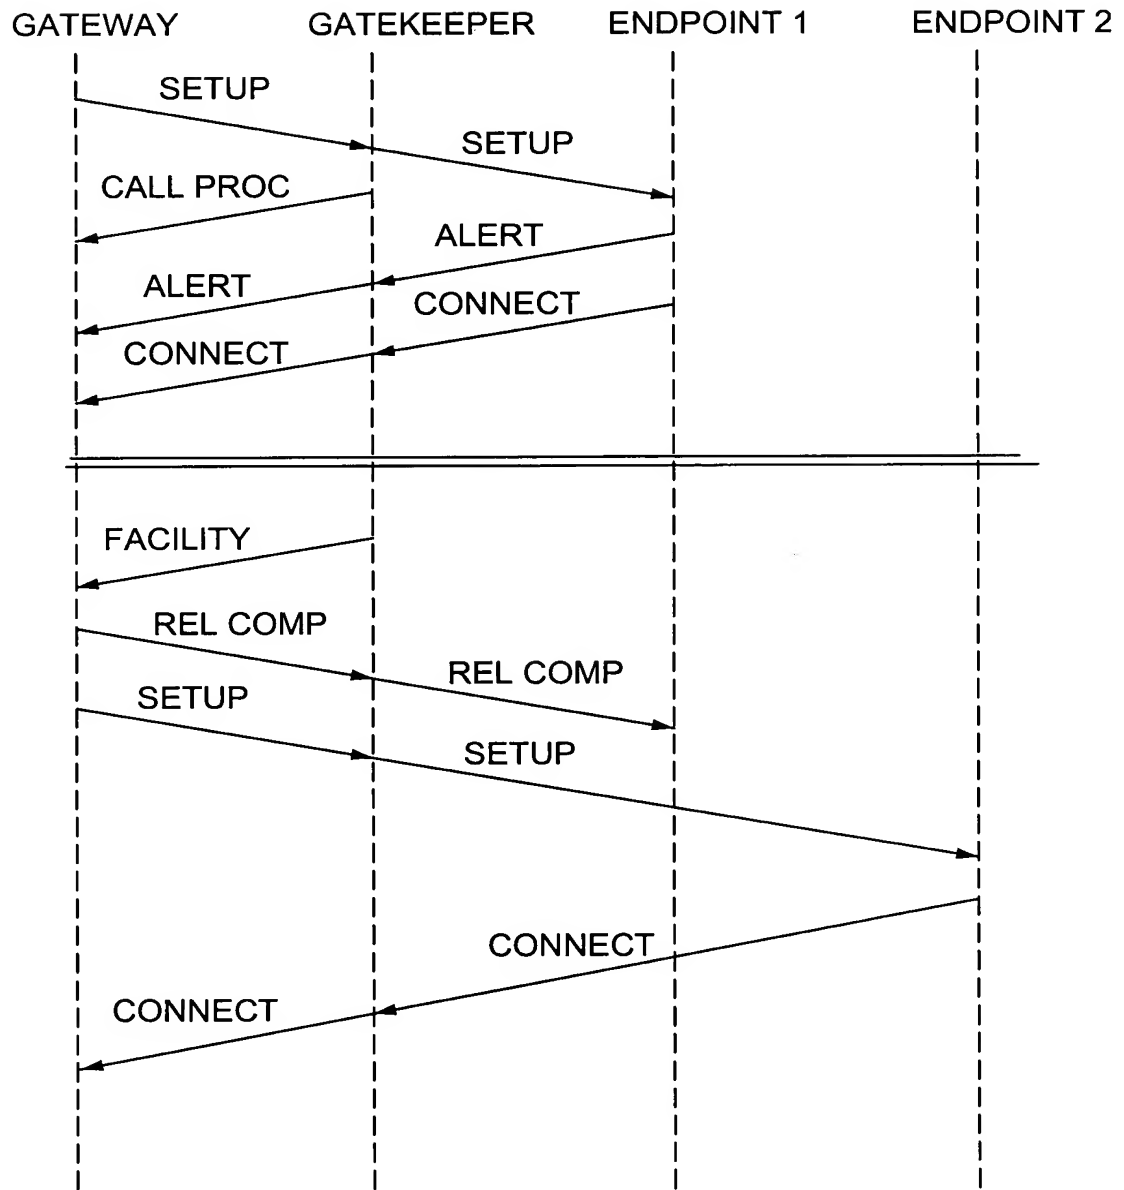 GATEWAY GATEKEEPER ENDPOINT 1 ENDPOINT 2
SETUP
SETUP
CALL PROC
ALERT
ALERT
CONNECT
CONNECT
FACILITY
REL COMP
REL COMP
SETUP
SETUP
CONNECT
CONNECT